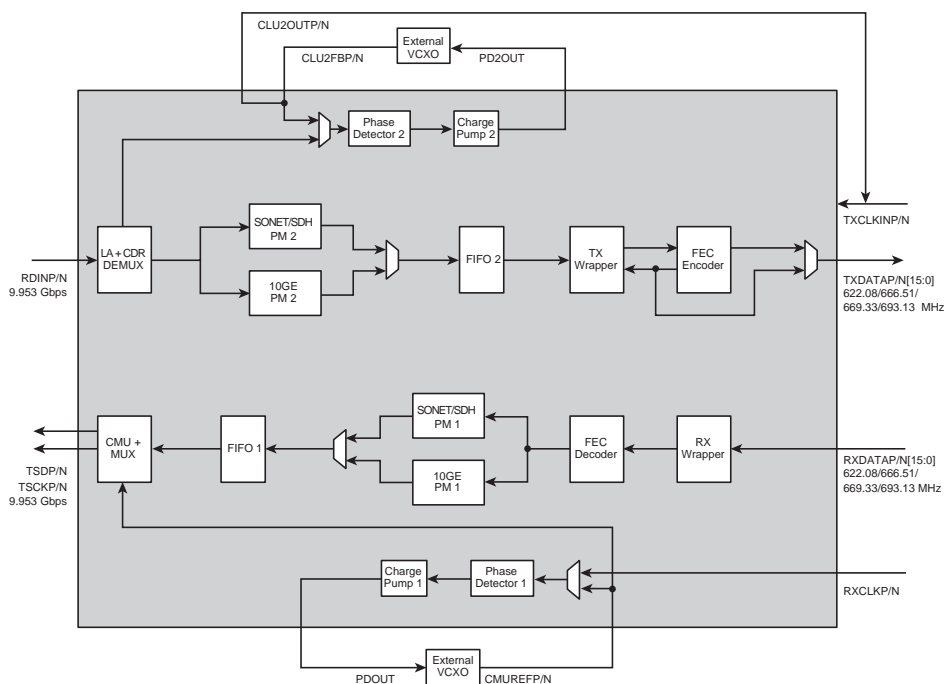 CLU2OUTP/N
External
VCXO
CLU2FBP/N
PD2OUT
Phase
Detector 2
Charge
Pump 2
TXCLKINP/N
LA+CDR
DEMUX
SONET/SDH
PM 2
10GE
PM 2
FIFO 2
TX
Wrapper
FEC
Encoder
RDINP/N
9.953 Gbps
TXDATAP/N[15:0]
622.08/666.51/
669.33/693.13 MHz
CMU +
MUX
FIFO 1
SONET/SDH
PM 1
10GE
PM 1
FEC
Decoder
RX
Wrapper
TSDP/N
TSCKP/N
9.953 Gbps
RXDATAP/N[15:0]
622.08/666.51/
669.33/693.13 MHz
Charge
Pump 1
Phase
Detector 1
RXCLKP/N
External
VCXO
PDOUT
CMUREFP/N